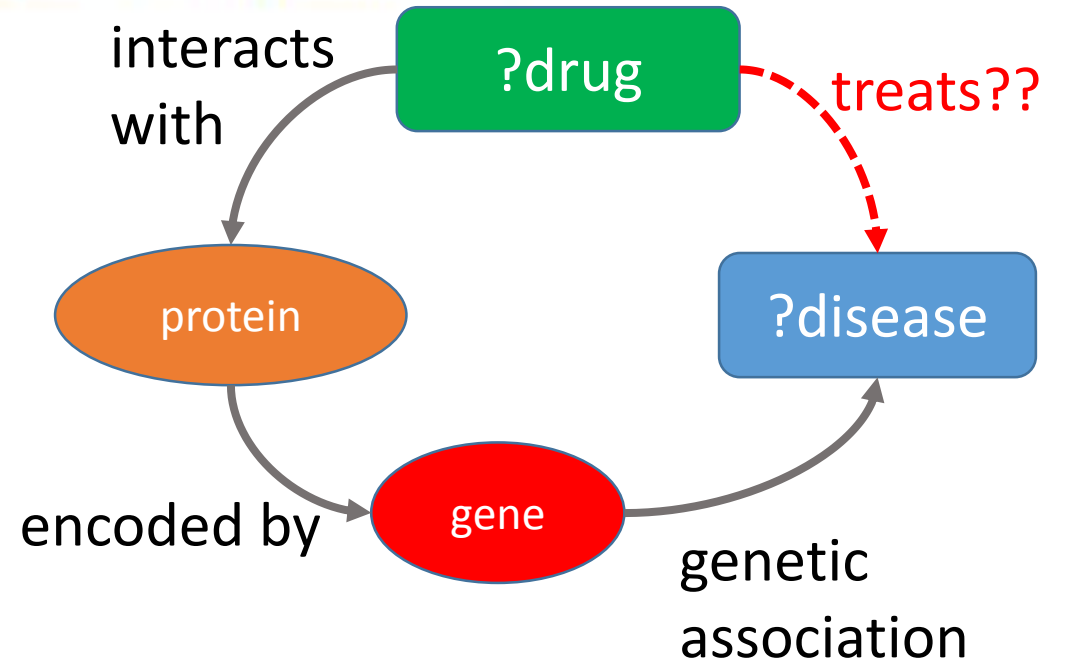 interacts
with
?drug
treats??
protein
?disease
encoded by
gene
genetic
association